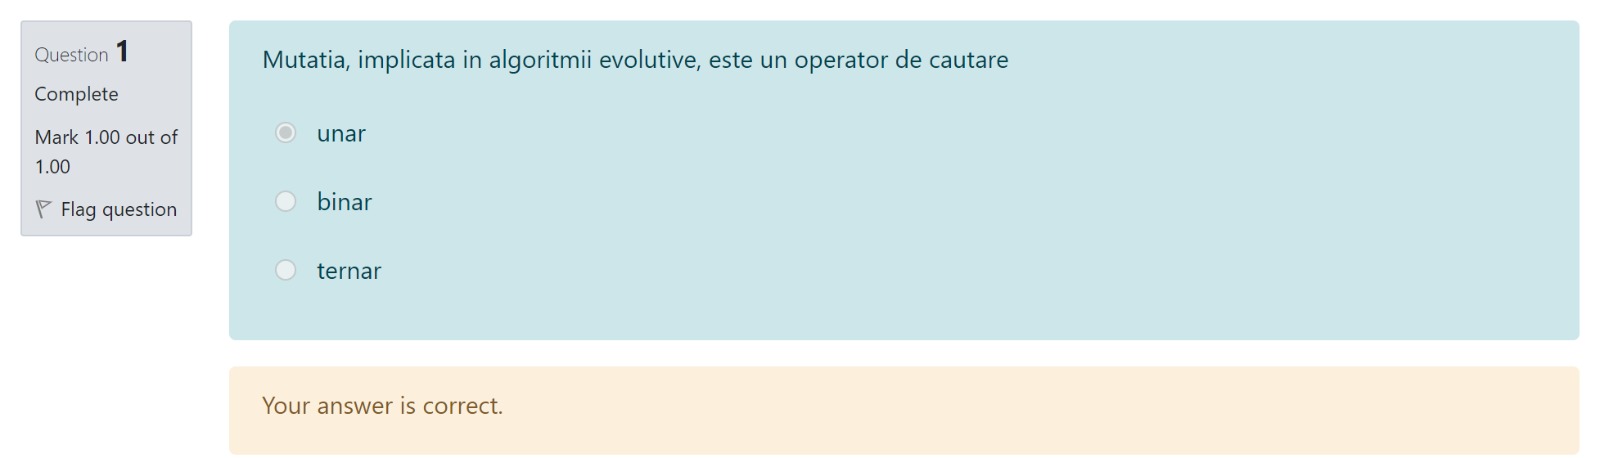 Question 1
Complete
Mark 1.00 out of
1.00
Flag question
Mutatia, implicata in algoritmii evolutive, este un operator de cautare
unar
binar
ternar
Your answer is correct.